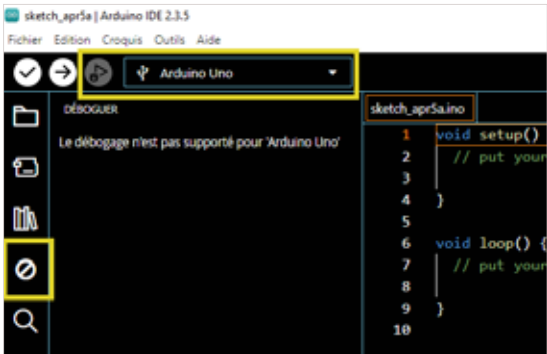 sketch_apr5a | Arduino IDE 2.3.5
Fichier Edition Croquis Outils Aide
Arduino Uno
DÉBOGUER
Le débogage n'est pas supporté pour 'Arduino Uno'
sketch_apr5a.ino
1 void setup()
2 // put your
3
4 }
5
6 void loop() {
7 // put your
8
9 }
10